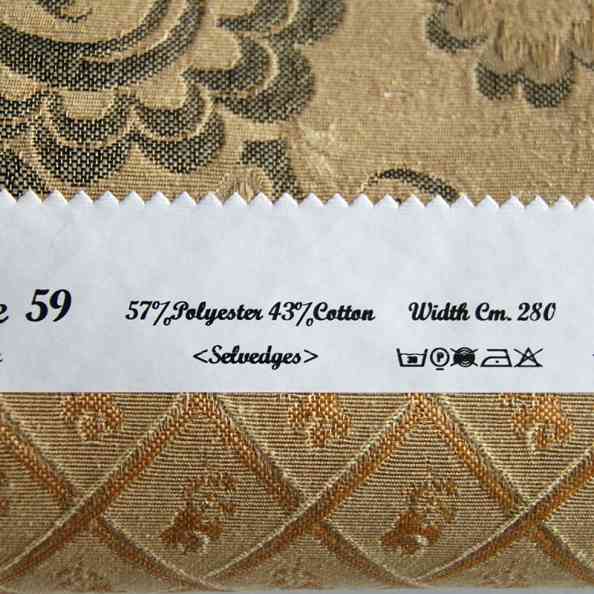 59 57%Polyester 43%Cotton Width Cm. 280
<Selvedges>